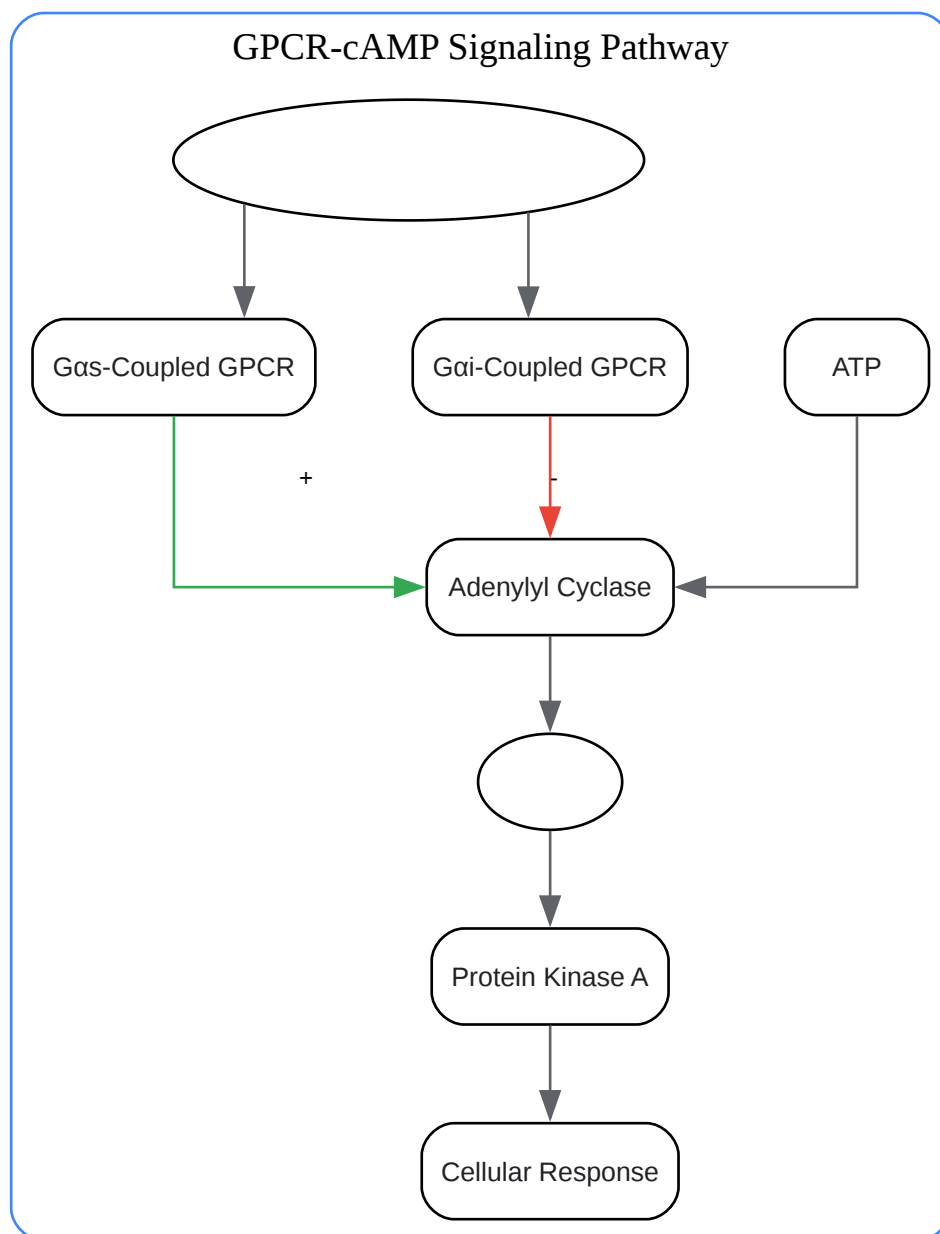 GPCR-cAMP Signaling Pathway
Gαs-Coupled GPCR
Gαi-Coupled GPCR
ATP
+
-
Adenylyl Cyclase
Protein Kinase A
Cellular Response